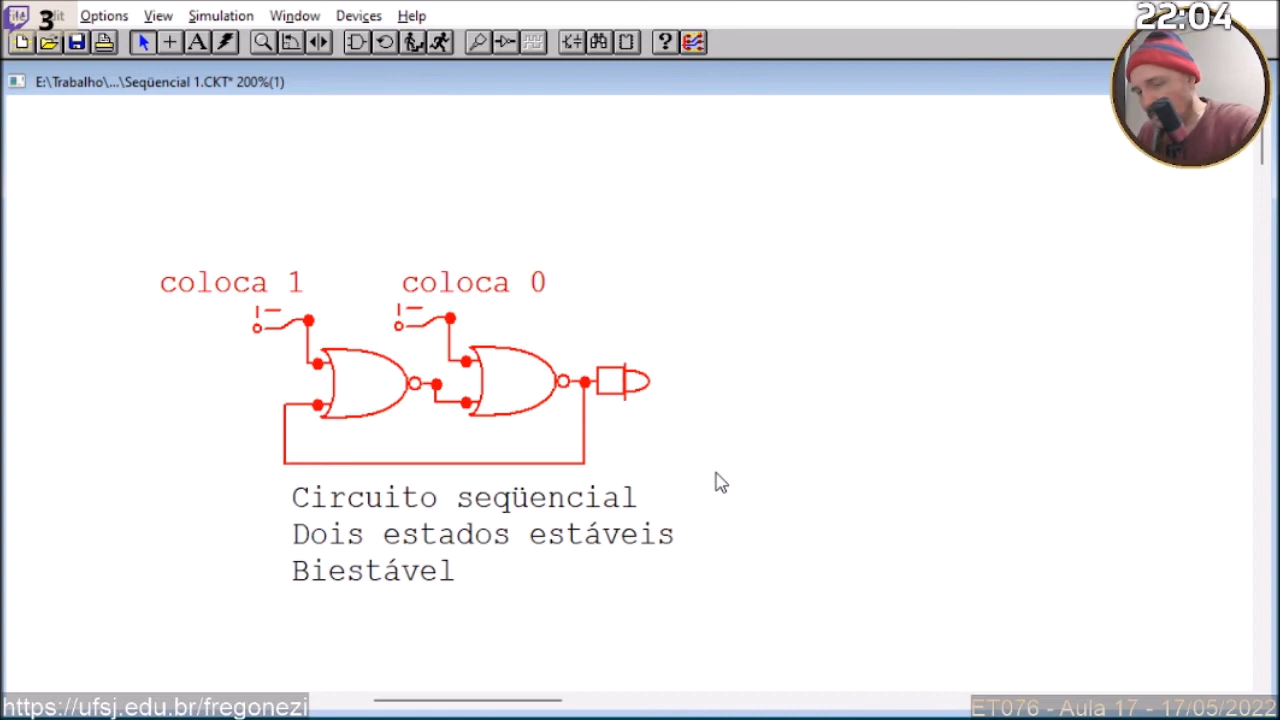 3
Options View Simulation Window Devices Help
22:04
E:\Trabalho\...\Seqüencial 1.CKT* 200%(1)
coloca 1 coloca 0
Circuito seqüencial
Dois estados estáveis
Biestável
https://ufsj.edu.br/fregonezi
ET076 - Aula 17 - 17/05/2022